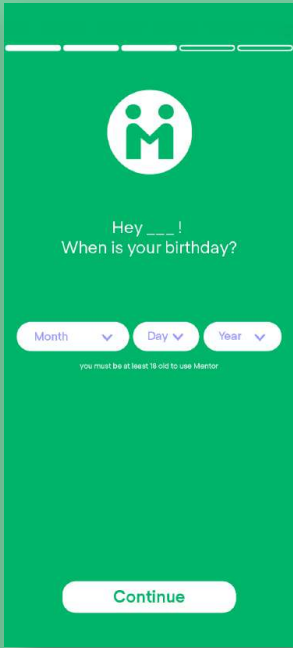 Hey ___ !
When is your birthday?
Month Day Year
you must be at least 18 old to use Mentor
Continue